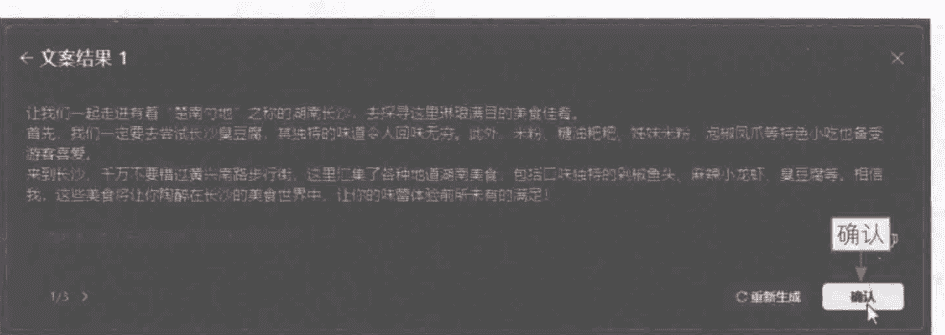 ← 文案结果 1
让我们一起走进有着“楚南勺地”之称的湖南长沙，去探寻这里琳琅满目的美食佳肴。
首先，我们一定要去尝试长沙臭豆腐，其独特的味道令人回味无穷。此外，米粉、糖油粑粑、姊妹米粉、泡椒凤爪等特色小吃也备受
游客喜爱。
来到长沙，千万不要错过黄兴南路步行街，这里汇集了各种地道湖南美食，包括口味独特的剁椒鱼头、麻辣小龙虾、臭豆腐等。相信
我，这些美食将让你陶醉在长沙的美食世界中，让你的味蕾体验前所未有的满足！
确认
1/3 >
重新生成
确认